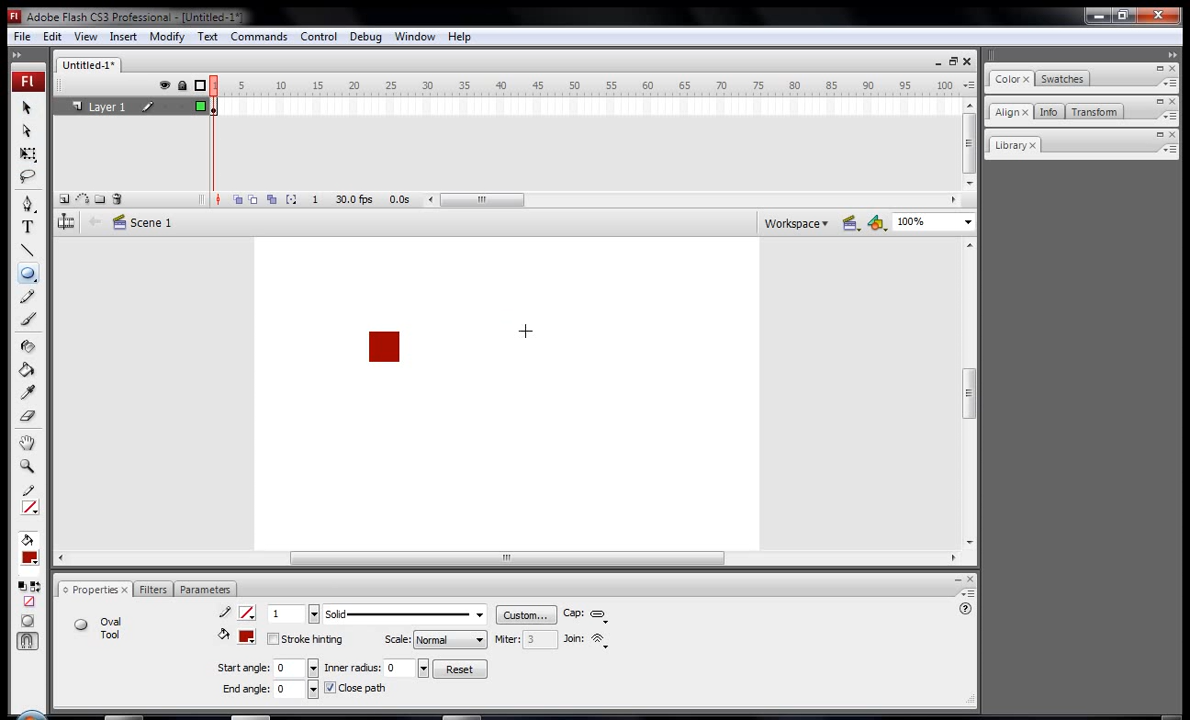 Fl Adobe Flash CS3 Professional - [Untitled-1*]
File Edit View Insert Modify Text Commands Control Debug Window Help
Untitled-1*
1 5 10 15 20 25 30 35 40 45 50 55 60 65 70 75 80 85 90 95 100
Layer 1
1 30.0 fps 0.0s
Scene 1 Workspace 100%
Fl
Color × Swatches
Align × Info Transform
Library ×
Properties × Filters Parameters
Oval Tool
1 Solid Custom... Cap:
Stroke hinting Scale: Normal Miter: 3 Join:
Start angle: 0 Inner radius: 0 Reset
End angle: 0 Close path